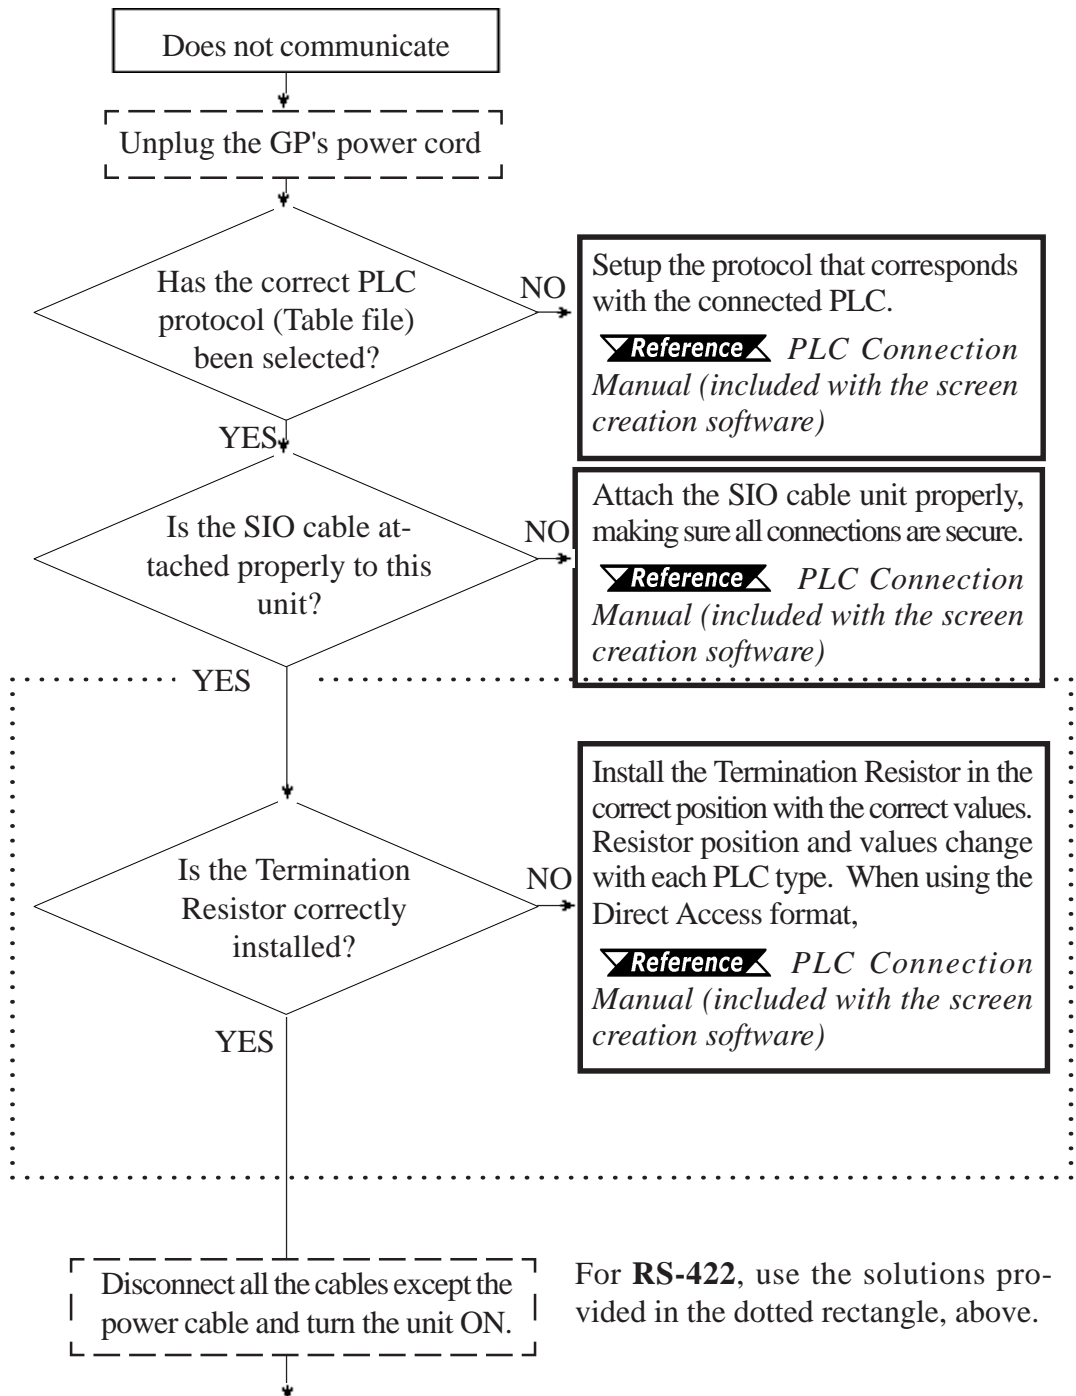 Does not communicate
Unplug the GP's power cord
Has the correct PLC
protocol (Table file)
been selected?
NO
Setup the protocol that corresponds
with the connected PLC.
Reference PLC Connection
Manual (included with the screen
creation software)
YES
Is the SIO cable at-
tached properly to this
unit?
NO
Attach the SIO cable unit properly,
making sure all connections are secure.
Reference PLC Connection
Manual (included with the screen
creation software)
YES
Is the Termination
Resistor correctly
installed?
NO
Install the Termination Resistor in the
correct position with the correct values.
Resistor position and values change
with each PLC type. When using the
Direct Access format,
Reference PLC Connection
Manual (included with the screen
creation software)
YES
Disconnect all the cables except the
power cable and turn the unit ON.
For RS-422, use the solutions pro-
vided in the dotted rectangle, above.